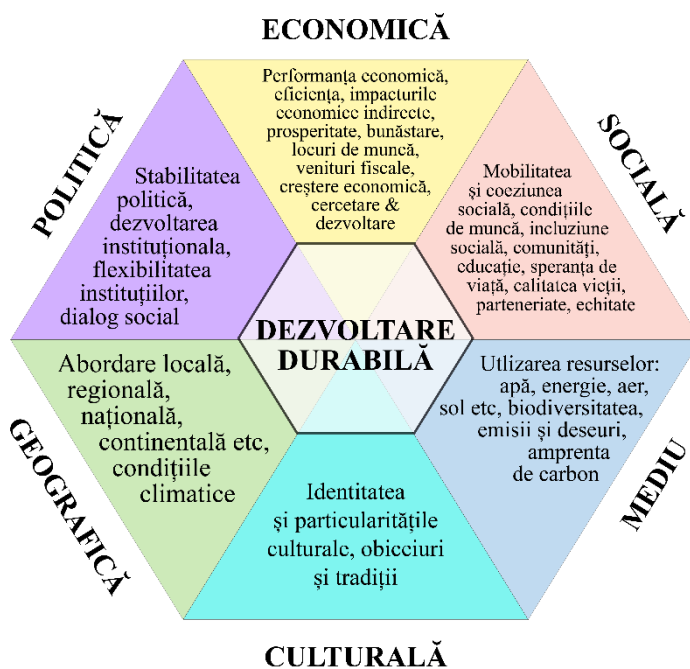 ECONOMICĂ
Performanța economică,
eficiența, impacturile
economice indirecte,
prosperitate, bunăstare,
locuri de muncă,
venituri fiscale,
creștere economică,
cercetare &
dezvoltare
SOCIALĂ
Mobilitatea
și coeziunea
socială, condițiile
de muncă, incluziune
socială, comunități,
educație, speranța de
viață, calitatea vieții,
parteneriate, echitate
MEDIU
Utlizarea resurselor:
apă, energie, aer,
sol etc, biodiversitatea,
emisii și deseuri,
amprenta
de carbon
CULTURALĂ
Identitatea
și particularitățile
culturale, obiceiuri
și tradiții
GEOGRAFICĂ
Abordare locală,
regională,
națională,
continentală etc,
condițiile
climatice
POLITICĂ
Stabilitatea
politică,
dezvoltarea
instituționala,
flexibilitatea
instituțiilor,
dialog social
DEZVOLTARE
DURABILĂ